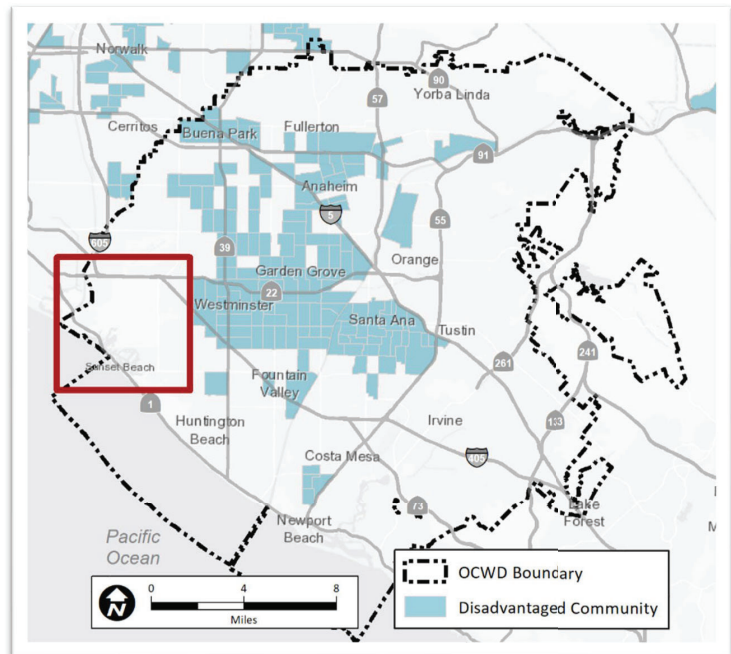 Norwalk
90
57
Yorba Linda
Cerritos
Buena Park
Fullerton
91
Anaheim
5
55
605
39
Orange
Garden Grove
22
Westminster
Santa Ana
Tustin
241
261
Sunset Beach
Fountain
Valley
1
Huntington
Beach
Irvine
133
405
Costa Mesa
73
Lake
Forest
Newport
Beach
Pacific
Ocean
N
0 4 8
Miles
OCWD Boundary
Disadvantaged Community